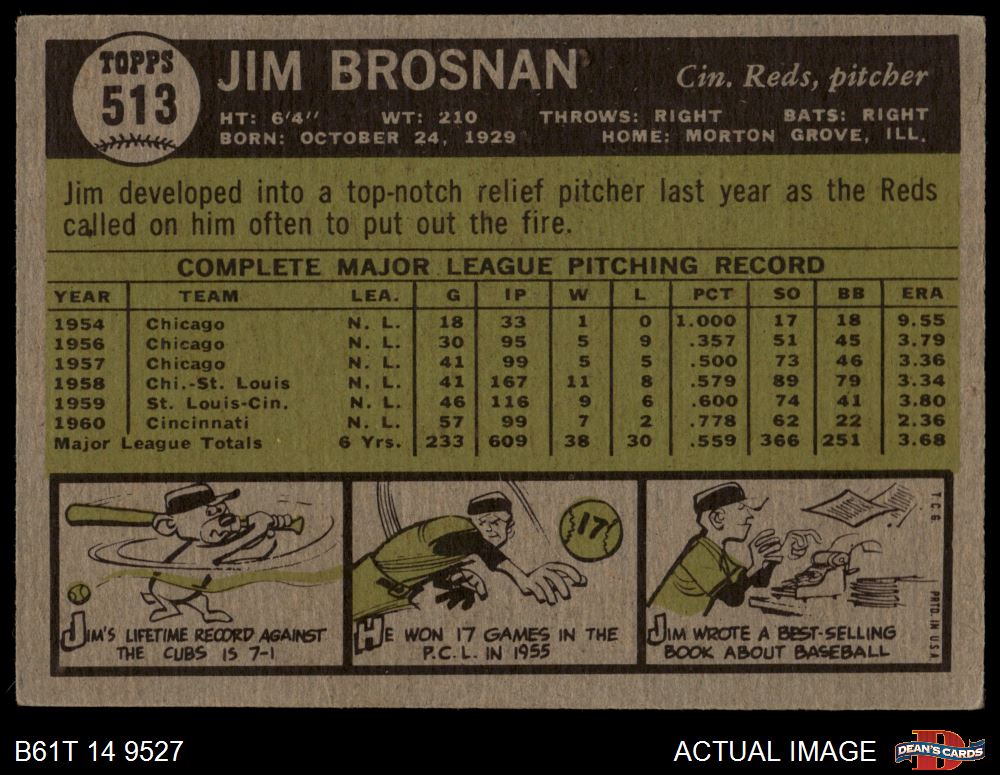 TOPPS
513
JIM BROSNAN
Cin. Reds, pitcher
HT: 6'4" WT: 210 THROWS: RIGHT BATS: RIGHT
BORN: OCTOBER 24, 1929 HOME: MORTON GROVE, ILL.
Jim developed into a top-notch relief pitcher last year as the Reds
called on him often to put out the fire.
COMPLETE MAJOR LEAGUE PITCHING RECORD
YEAR TEAM LEA. G IP W L PCT SO BB ERA
1954 Chicago N. L. 18 33 1 0 1.000 17 18 9.55
1956 Chicago N. L. 30 95 5 9 .357 51 45 3.79
1957 Chicago N. L. 41 99 5 5 .500 73 46 3.36
1958 Chi.-St. Louis N. L. 41 167 11 8 .579 89 79 3.34
1959 St. Louis-Cin. N. L. 46 116 9 6 .600 74 41 3.80
1960 Cincinnati N. L. 57 99 7 2 .778 62 22 2.36
Major League Totals 6 Yrs. 233 609 38 30 .559 366 251 3.68
JIM'S LIFETIME RECORD AGAINST
THE CUBS IS 7-1
17
HE WON 17 GAMES IN THE
P.C.L. IN 1955
JIM WROTE A BEST-SELLING
BOOK ABOUT BASEBALL
T.C.G.
PRTD. IN U.S.A.
B61T 14 9527
ACTUAL IMAGE
DEAN'S CARDS